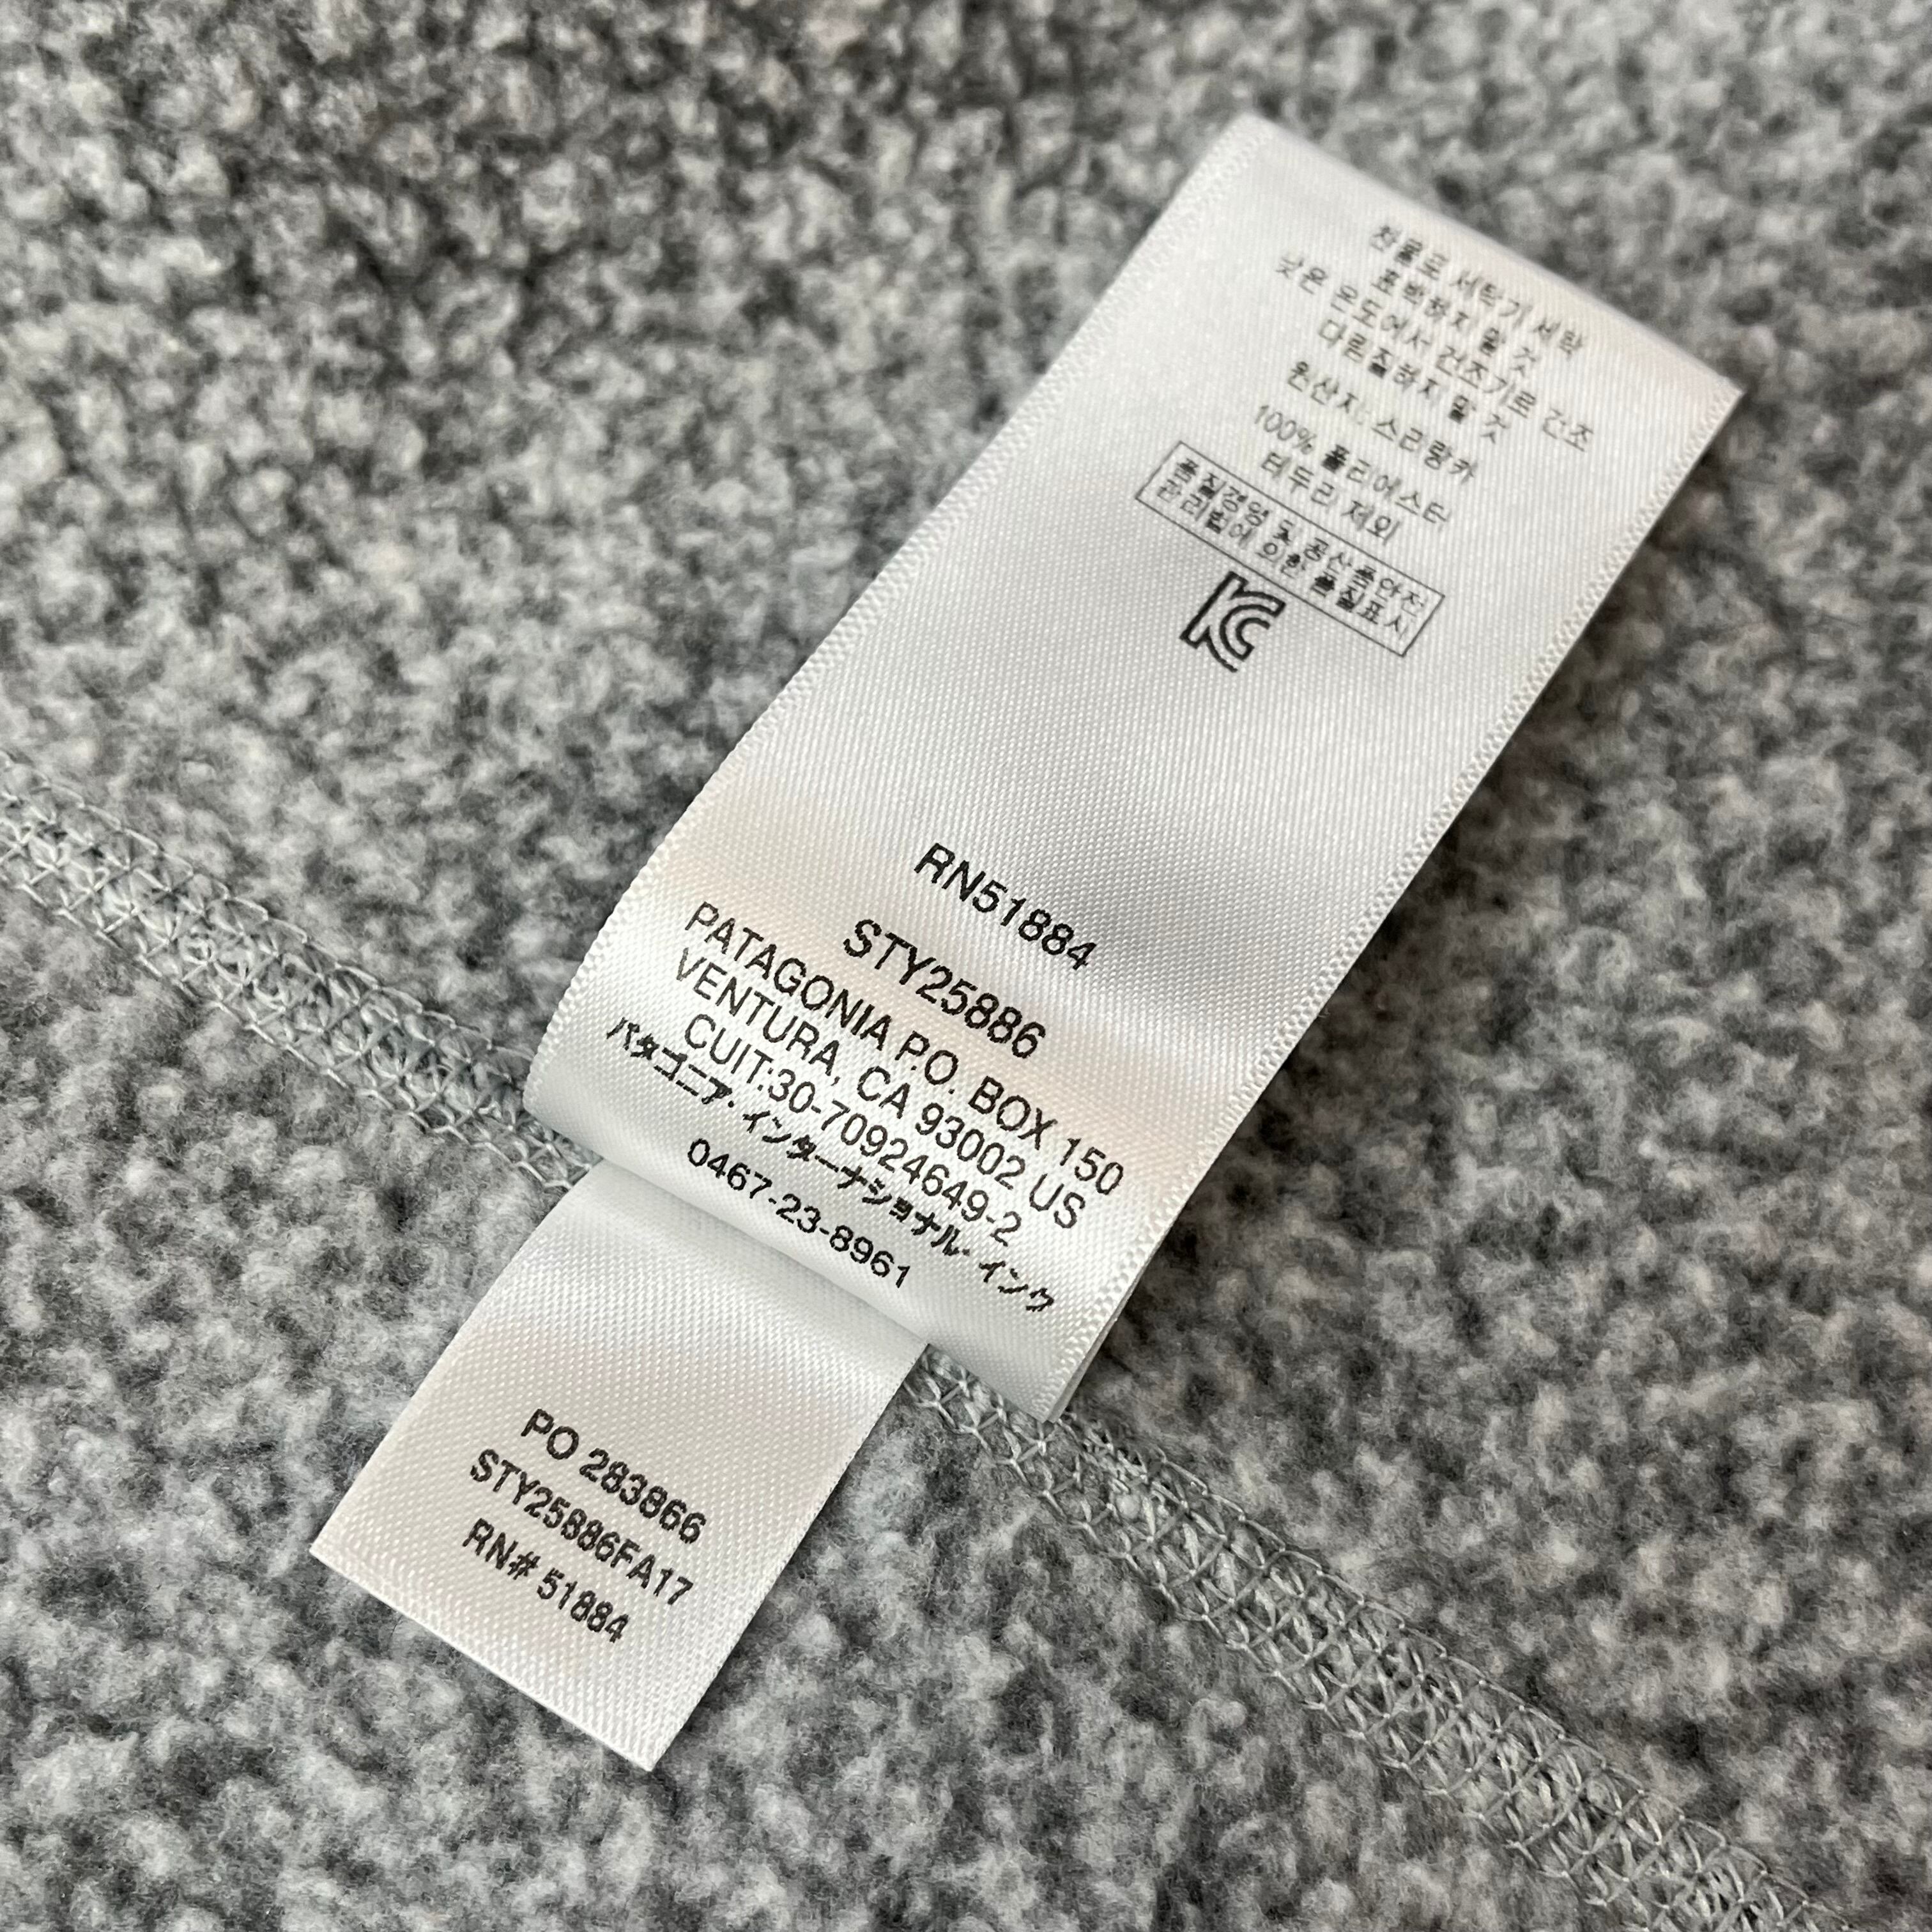 찬물로 세탁기 세탁
표백하지 말 것
낮은 온도에서 건조기로 건조
다림질하지 말 것
원산지: 스리랑카
100% 폴리에스터
테두리 제외
품질경영 및 공산품안전
관리법에 의한 품질표시
KC
RN51884
STY25886
PATAGONIA P.O. BOX 150
VENTURA, CA 93002 US
CUIT:30-70924649-2
パタゴニア・インターナショナル・インク
0467-23-8961
PO 283866
STY25886FA17
RN# 51884